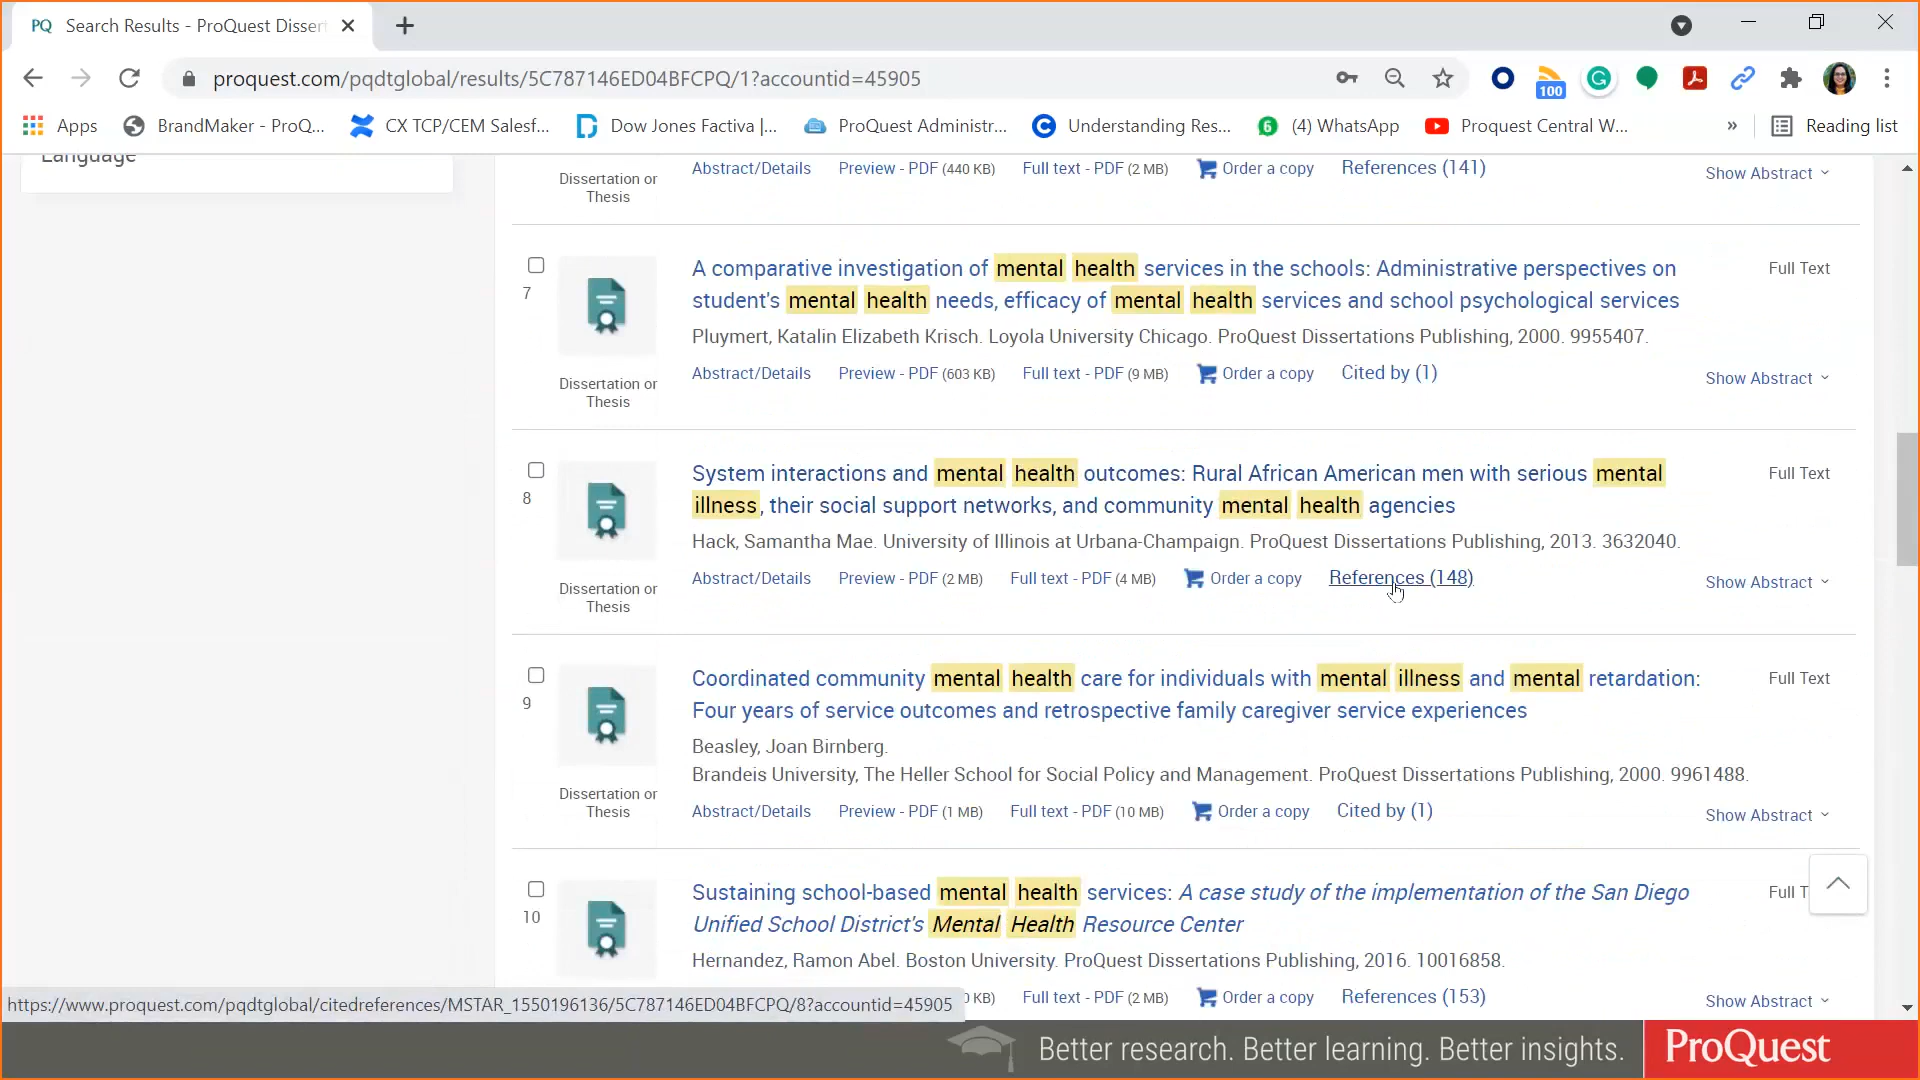 PQ Search Results - ProQuest Disser
proquest.com/pqdtglobal/results/5C787146ED04BFCPQ/1?accountid=45905
100
Apps BrandMaker - ProQ... CX TCP/CEM Salesf... Dow Jones Factiva |... ProQuest Administr... Understanding Res... 6 (4) WhatsApp Proquest Central W... » Reading list
Language
Abstract/Details Preview - PDF (440 KB) Full text - PDF (2 MB) Order a copy References (141) Show Abstract
Dissertation or
Thesis
7
A comparative investigation of mental health services in the schools: Administrative perspectives on Full Text
student's mental health needs, efficacy of mental health services and school psychological services
Pluymert, Katalin Elizabeth Krisch. Loyola University Chicago. ProQuest Dissertations Publishing, 2000. 9955407.
Abstract/Details Preview - PDF (603 KB) Full text - PDF (9 MB) Order a copy Cited by (1) Show Abstract
Dissertation or
Thesis
8
System interactions and mental health outcomes: Rural African American men with serious mental Full Text
illness, their social support networks, and community mental health agencies
Hack, Samantha Mae. University of Illinois at Urbana-Champaign. ProQuest Dissertations Publishing, 2013. 3632040.
Abstract/Details Preview - PDF (2 MB) Full text - PDF (4 MB) Order a copy References (148) Show Abstract
Dissertation or
Thesis
9
Coordinated community mental health care for individuals with mental illness and mental retardation: Full Text
Four years of service outcomes and retrospective family caregiver service experiences
Beasley, Joan Birnberg.
Brandeis University, The Heller School for Social Policy and Management. ProQuest Dissertations Publishing, 2000. 9961488.
Abstract/Details Preview - PDF (1 MB) Full text - PDF (10 MB) Order a copy Cited by (1) Show Abstract
Dissertation or
Thesis
10
Sustaining school-based mental health services: A case study of the implementation of the San Diego Full T
Unified School District's Mental Health Resource Center
Hernandez, Ramon Abel. Boston University. ProQuest Dissertations Publishing, 2016. 10016858.
0 KB) Full text - PDF (2 MB) Order a copy References (153) Show Abstract
https://www.proquest.com/pqdtglobal/citedreferences/MSTAR_1550196136/5C787146ED04BFCPQ/8?accountid=45905
Better research. Better learning. Better insights. ProQuest